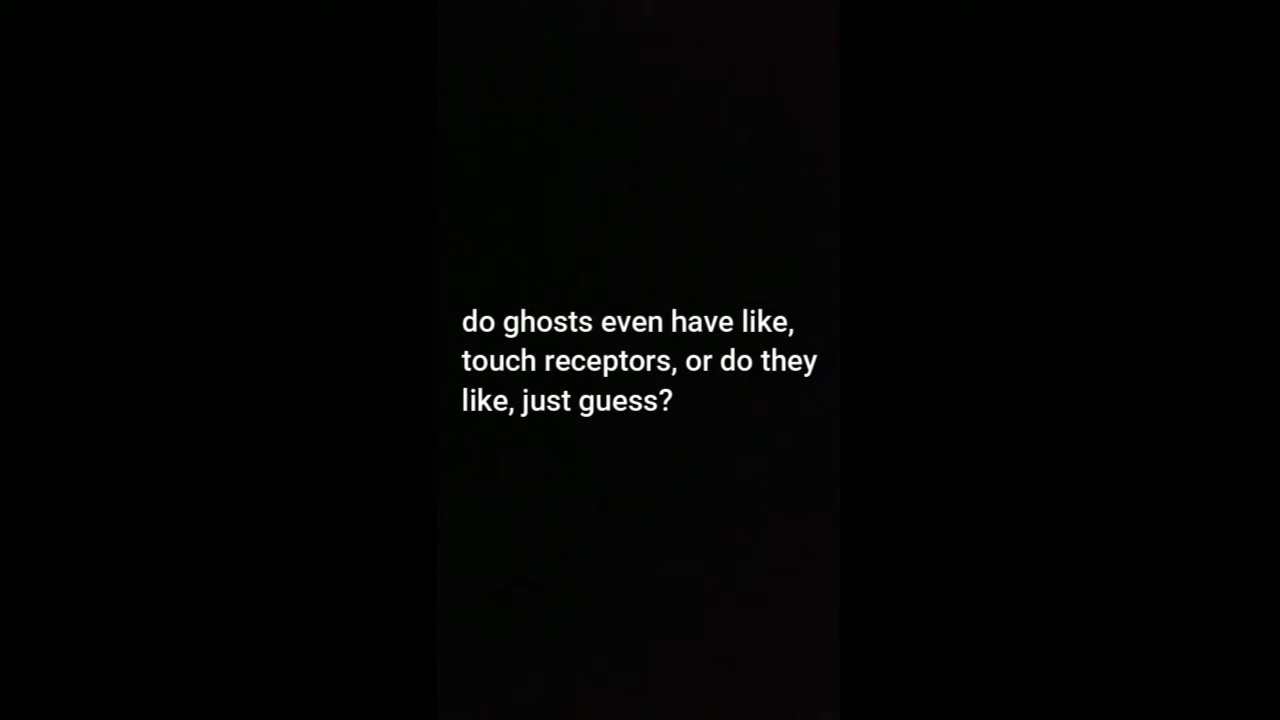 do ghosts even have like,
touch receptors, or do they
like, just guess?